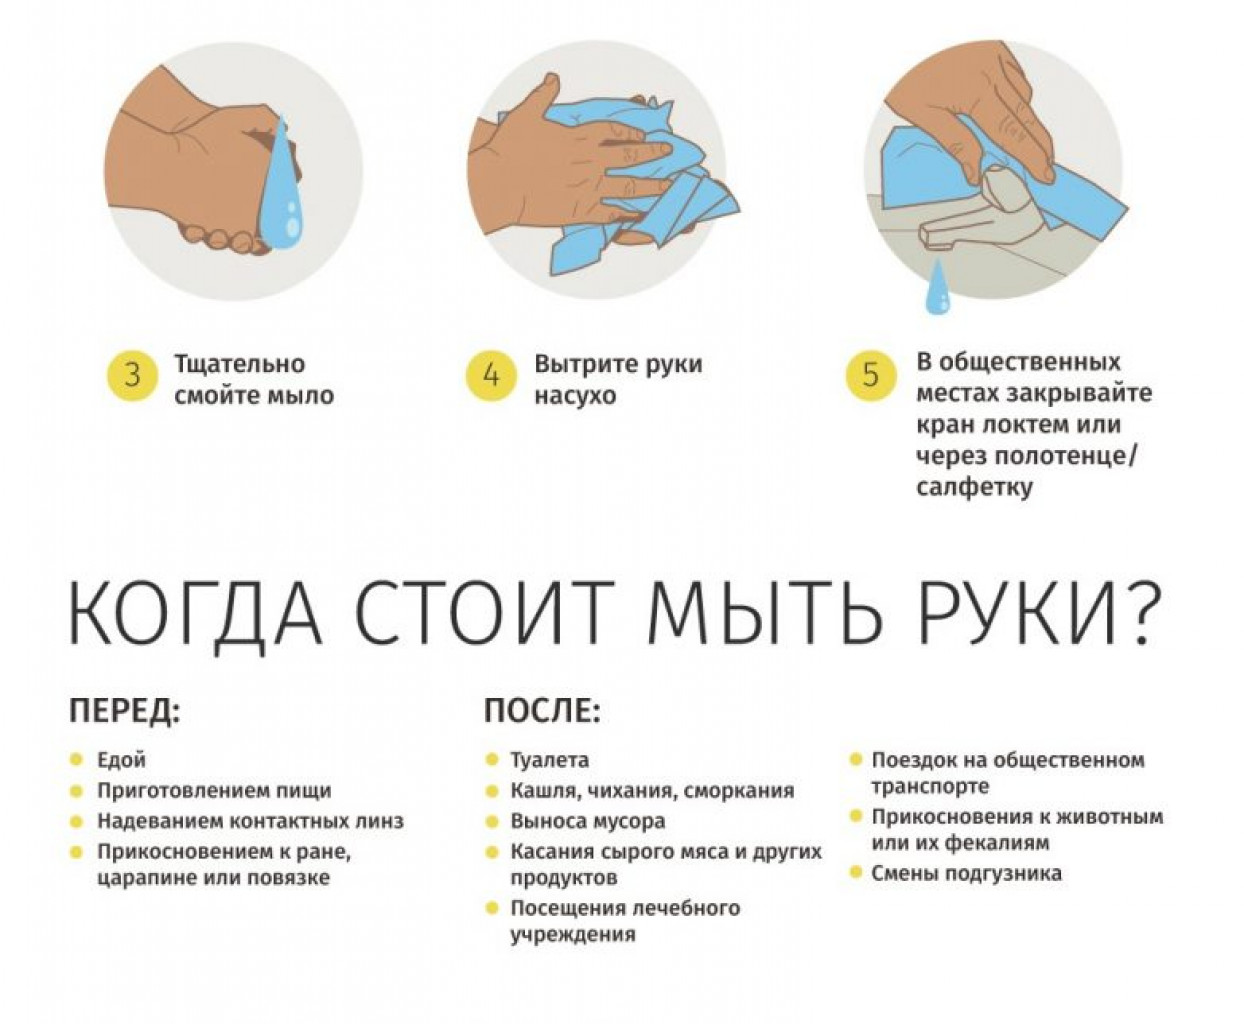 3
Тщательно
смойте мыло
4
Вытрите руки
насухо
5
В общественных
местах закрывайте
кран локтем или
через полотенце/
салфетку
КОГДА СТОИТ МЫТЬ РУКИ?
ПЕРЕД:
Едой
Приготовлением пищи
Надеванием контактных линз
Прикосновением к ране,
царапине или повязке
ПОСЛЕ:
Туалета
Кашля, чихания, сморкания
Выноса мусора
Касания сырого мяса и других
продуктов
Посещения лечебного
учреждения
Поездок на общественном
транспорте
Прикосновения к животным
или их фекалиям
Смены подгузника